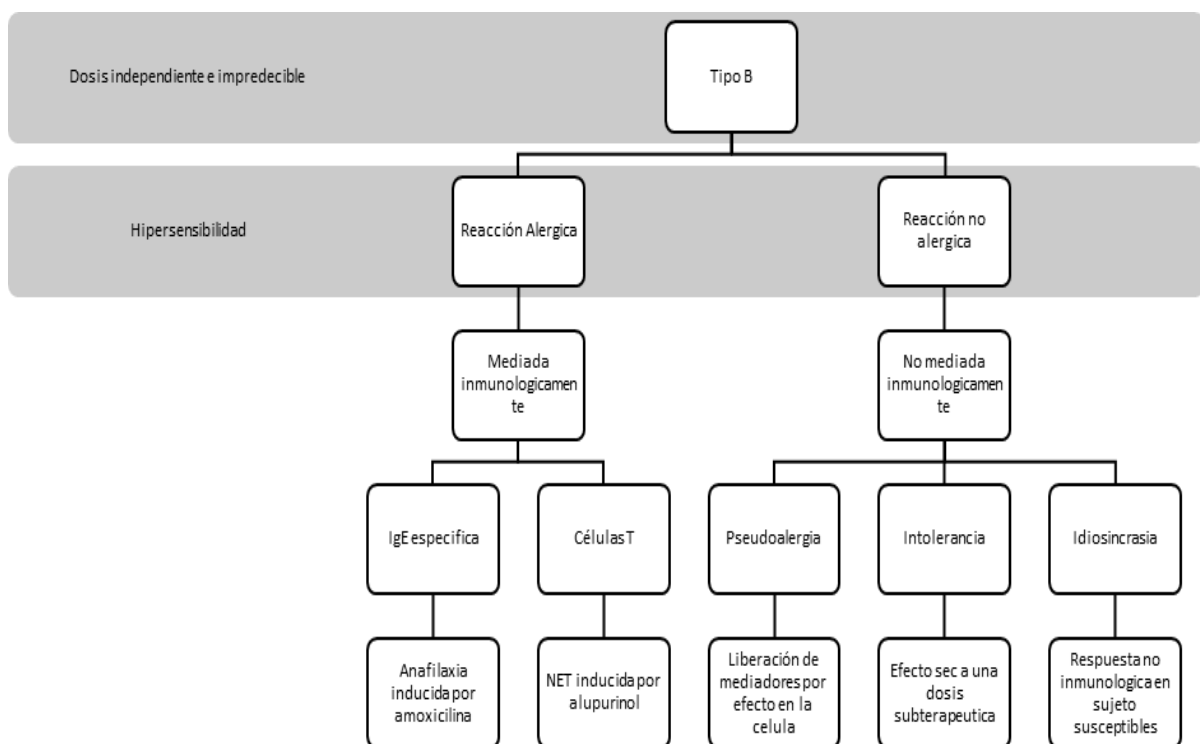 Dosis independiente e impredecible
Tipo B
Hipersensibilidad
Reacción Alergica
Reacción no
alergica
Mediada
inmunologicamen
te
No mediada
inmunologicamen
te
IgE especifica
Células T
Pseudoalergia
Intolerancia
Idiosincrasia
Anafilaxia
inducida por
amoxicilina
NET inducida por
alupurinol
Liberación de
mediadores por
efecto en la
celula
Efecto sec a una
dosis
subterapeutica
Respuesta no
inmunologica en
sujeto
susceptibles